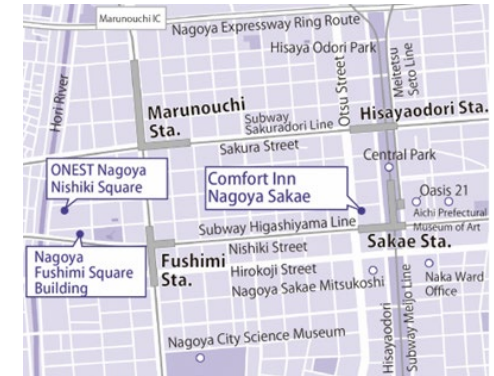 Marunouchi IC
Nagoya Expressway Ring Route
Hisaya Odori Park
Hori River
Otsu Street
Meitetsu
Seto Line
Marunouchi
Sta.
Subway
Sakuradori Line
Hisayaodori Sta.
Sakura Street
Central Park
ONEST Nagoya
Nishiki Square
Comfort Inn
Nagoya Sakae
Oasis 21
Aichi Prefectural
Museum of Art
Subway Higashiyama Line
Sakae Sta.
Nishiki Street
Nagoya
Fushimi Square
Building
Fushimi
Sta.
Hirokoji Street
Nagoya Sakae Mitsukoshi
Naka Ward
Office
Nagoya City Science Museum
Hisayaodori
Subway Meijo Line